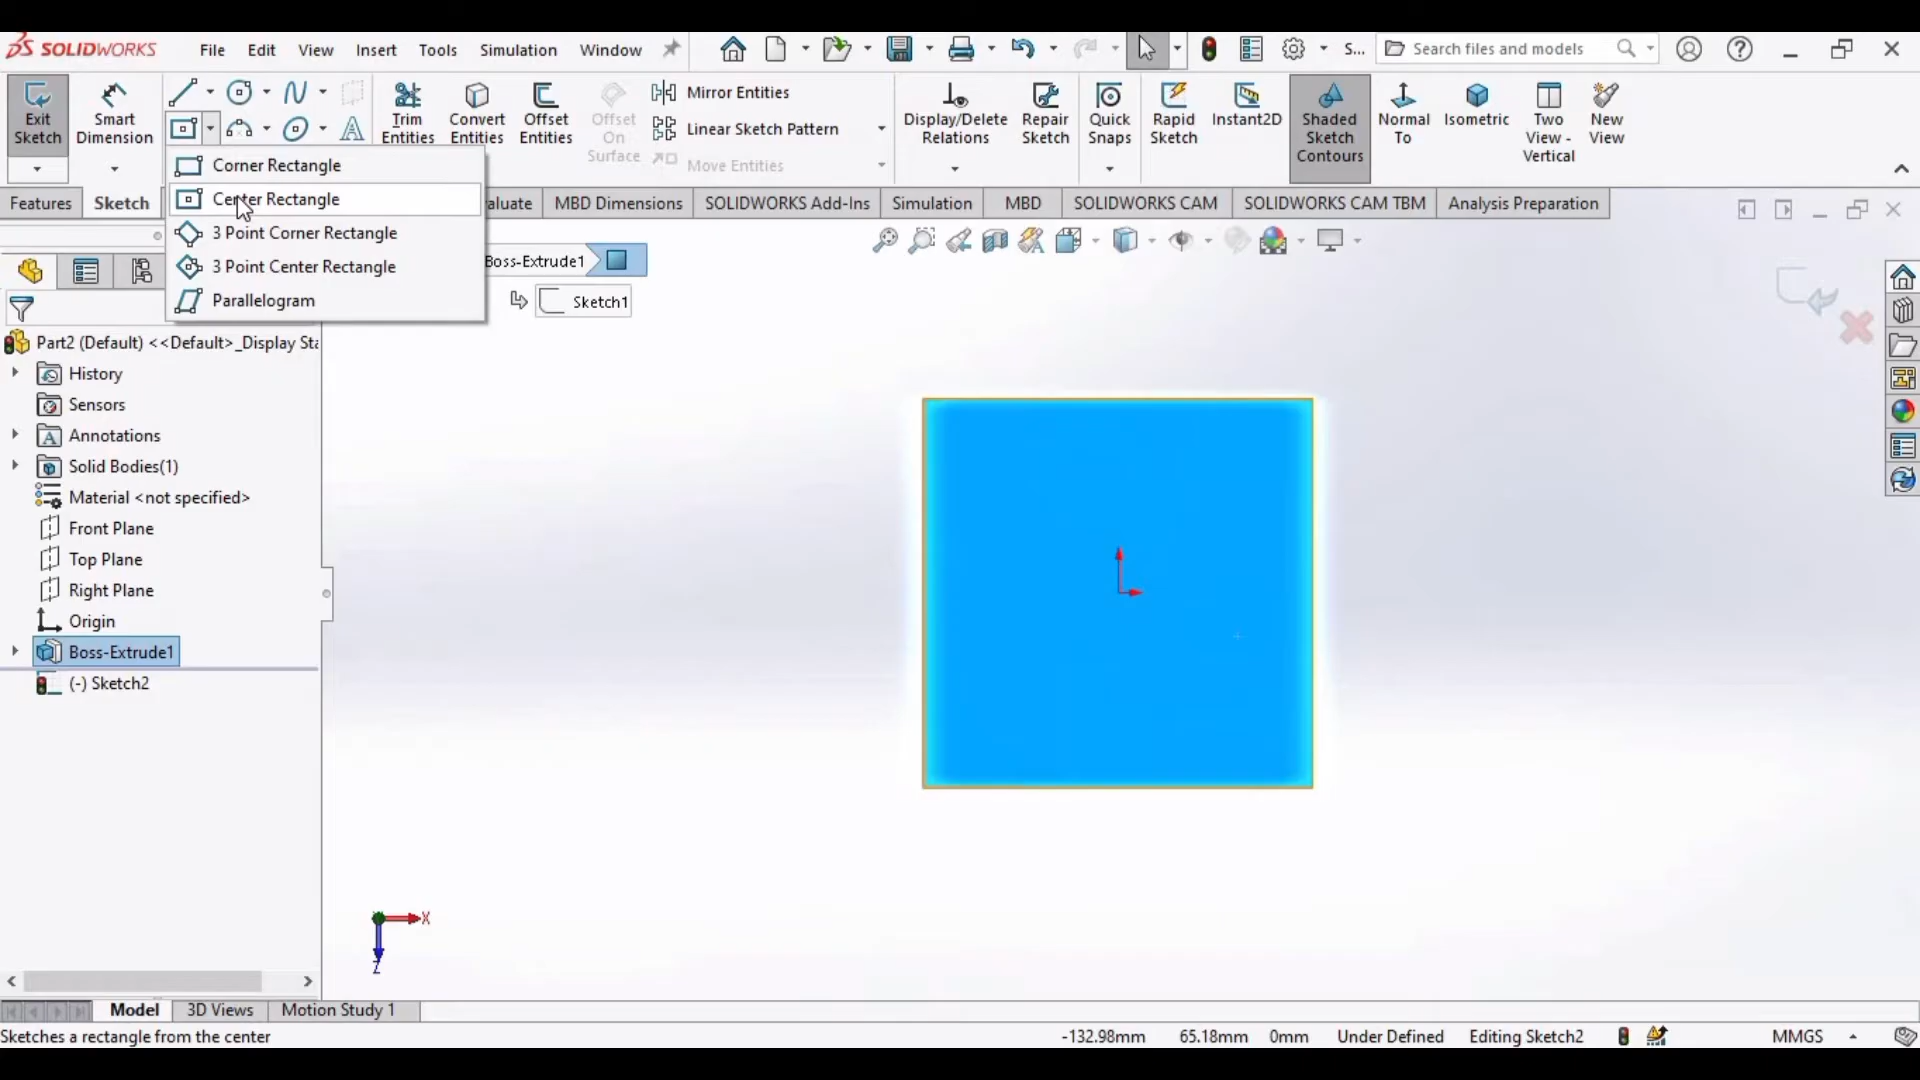 SOLIDWORKS
File
Edit
View
Insert
Tools
Simulation
Window
S...
Search files and models
Exit
Sketch
Smart
Dimension
Trim
Entities
Convert
Entities
Offset
Entities
Offset
On
Surface
Mirror Entities
Linear Sketch Pattern
Move Entities
Display/Delete
Relations
Repair
Sketch
Quick
Snaps
Rapid
Sketch
Instant2D
Shaded
Sketch
Contours
Normal
To
Isometric
Two
View -
Vertical
New
View
Corner Rectangle
Center Rectangle
3 Point Corner Rectangle
3 Point Center Rectangle
Parallelogram
Features
Sketch
aluate
MBD Dimensions
SOLIDWORKS Add-Ins
Simulation
MBD
SOLIDWORKS CAM
SOLIDWORKS CAM TBM
Analysis Preparation
Boss-Extrude1
Sketch1
Part2 (Default) <<Default>_Display Sta
History
Sensors
Annotations
Solid Bodies(1)
Material <not specified>
Front Plane
Top Plane
Right Plane
Origin
Boss-Extrude1
(-) Sketch2
X
Z
Model
3D Views
Motion Study 1
Sketches a rectangle from the center
-132.98mm
65.18mm
0mm
Under Defined
Editing Sketch2
MMGS